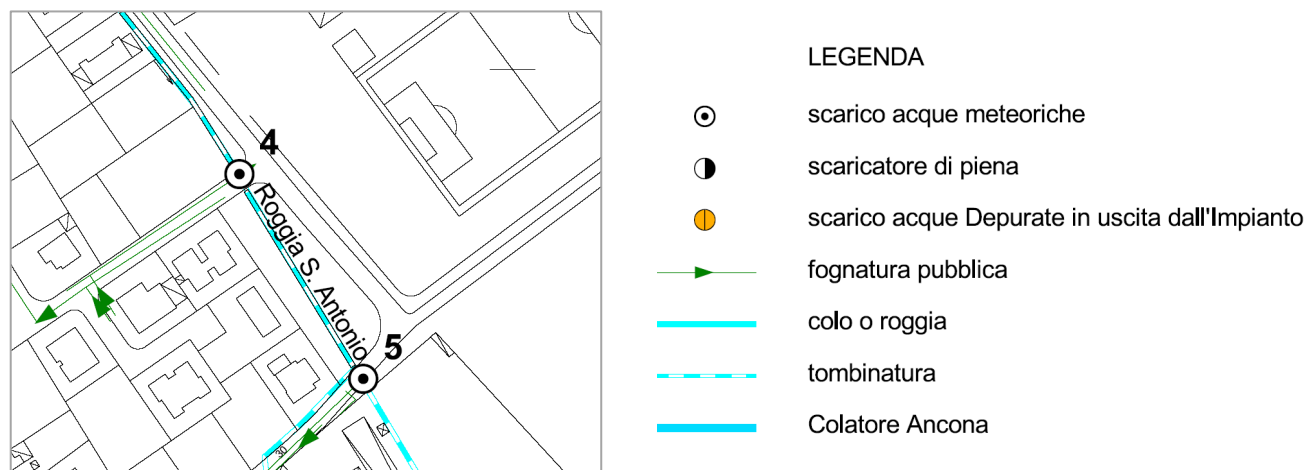 4
Roggia S. Antonio
5
LEGENDA
scarico acque meteoriche
scaricatore di piena
scarico acque Depurate in uscita dall'Impianto
fognatura pubblica
colo o roggia
tombinatura
Colatore Ancona